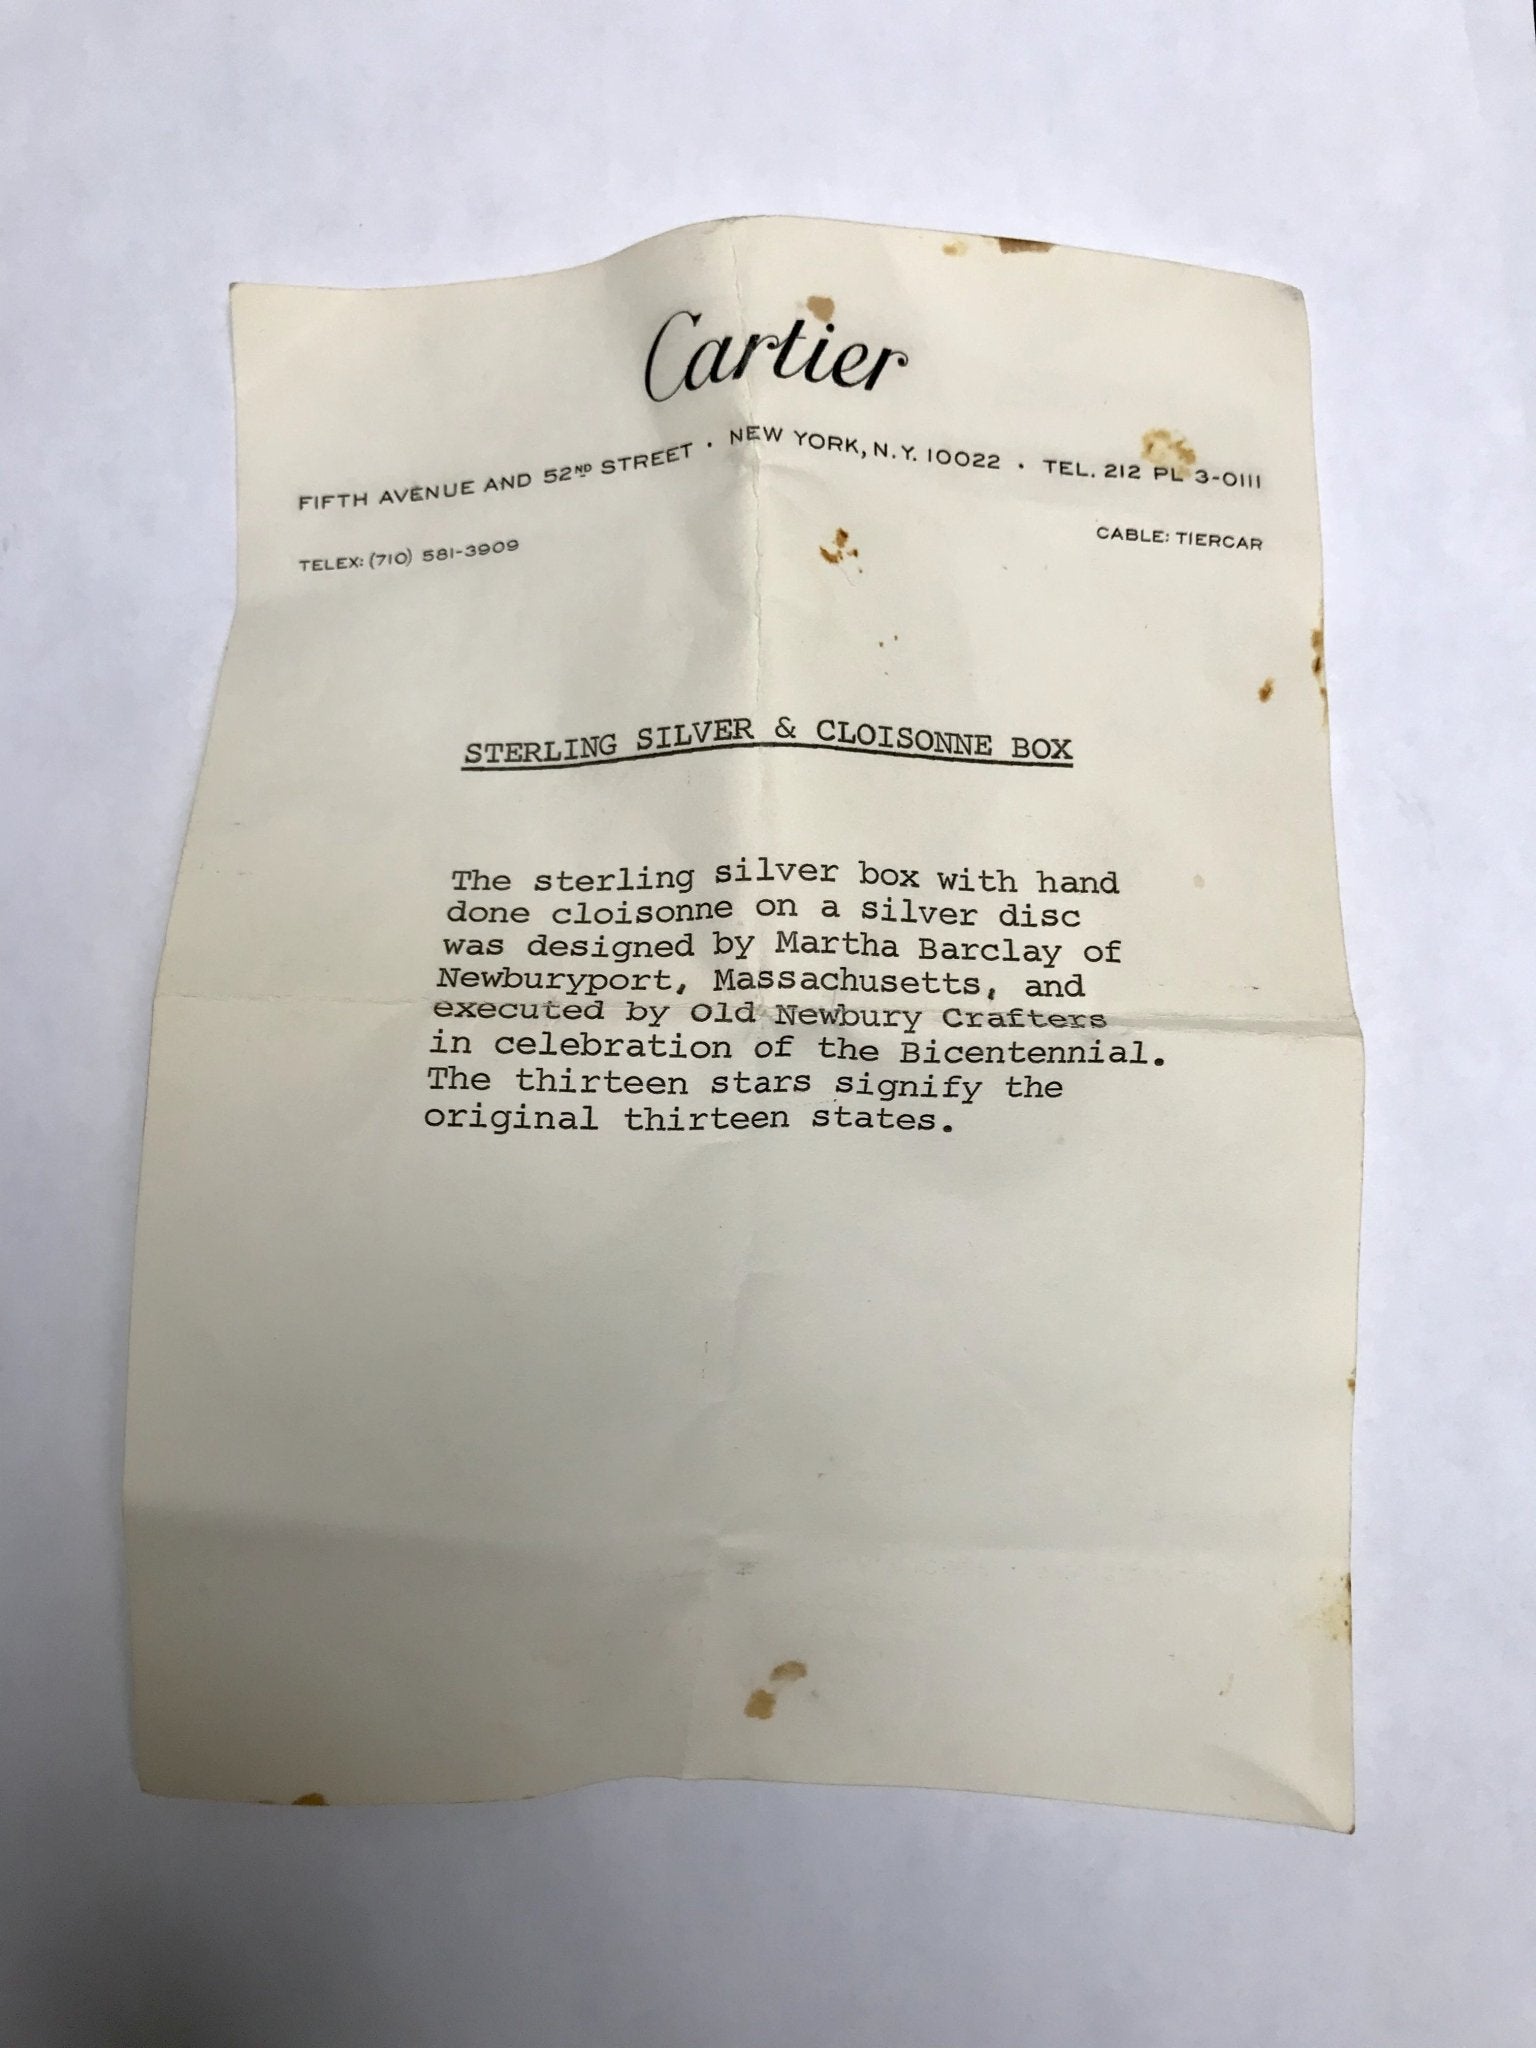 Cartier
FIFTH AVENUE AND 52ND STREET · NEW YORK, N.Y. 10022 · TEL. 212 PL 3-0111
TELEX: (710) 581-3909 CABLE: TIERCAR
STERLING SILVER & CLOISONNE BOX
The sterling silver box with hand
done cloisonne on a silver disc
was designed by Martha Barclay of
Newburyport, Massachusetts, and
executed by Old Newbury Crafters
in celebration of the Bicentennial.
The thirteen stars signify the
original thirteen states.